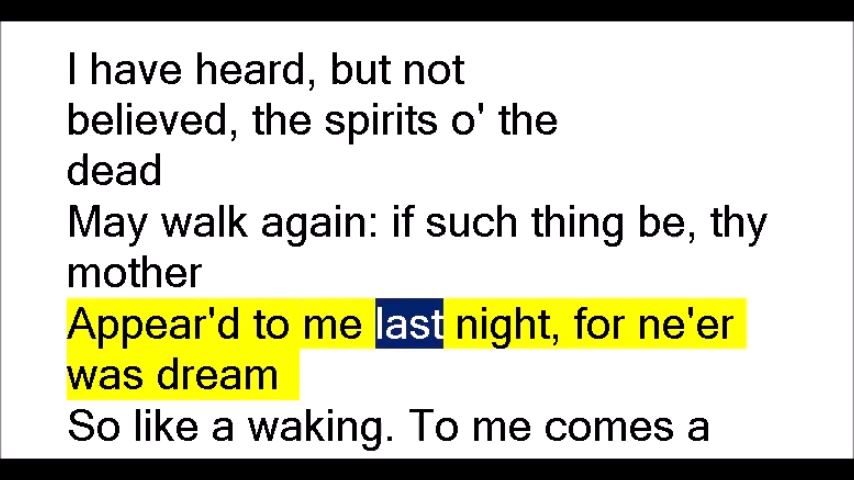 I have heard, but not
believed, the spirits o' the
dead
May walk again: if such thing be, thy
mother
Appear'd to me last night, for ne'er
was dream
So like a waking. To me comes a